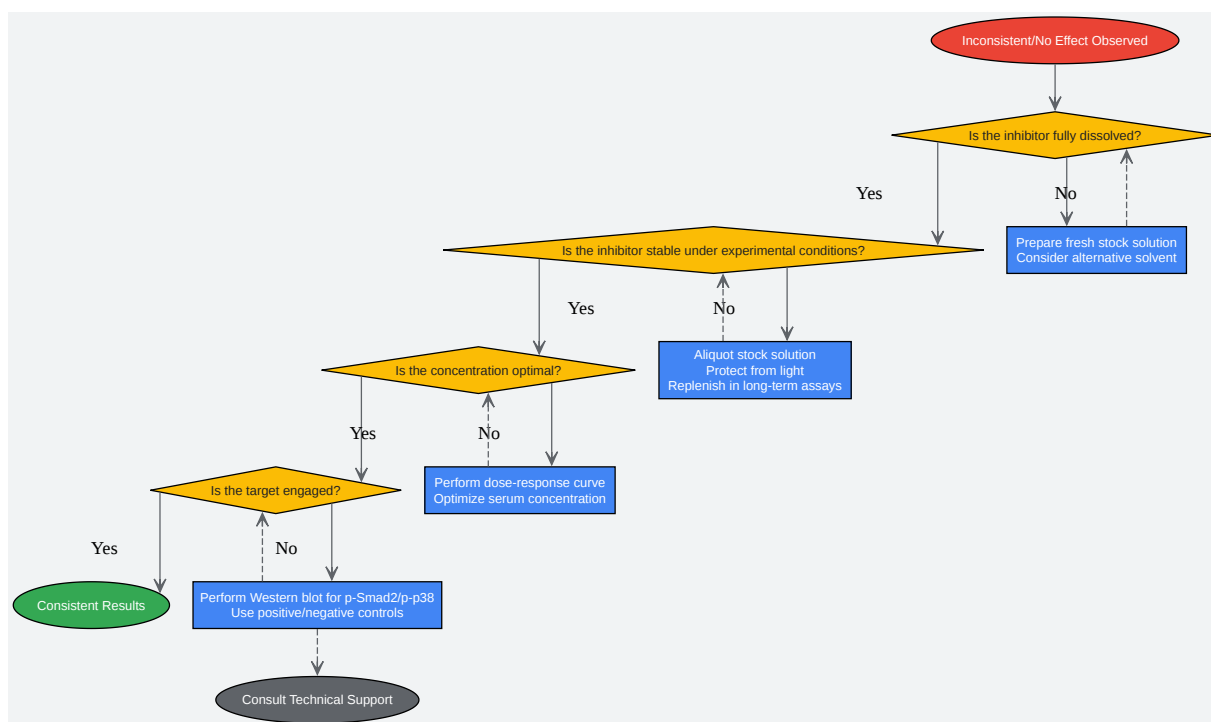 Inconsistent/No Effect Observed
Is the inhibitor fully dissolved?
Yes
No
Prepare fresh stock solution
Consider alternative solvent
Is the inhibitor stable under experimental conditions?
Yes
No
Aliquot stock solution
Protect from light
Replenish in long-term assays
Is the concentration optimal?
Yes
No
Perform dose-response curve
Optimize serum concentration
Is the target engaged?
Yes
No
Consistent Results
Perform Western blot for p-Smad2/p-p38
Use positive/negative controls
Consult Technical Support